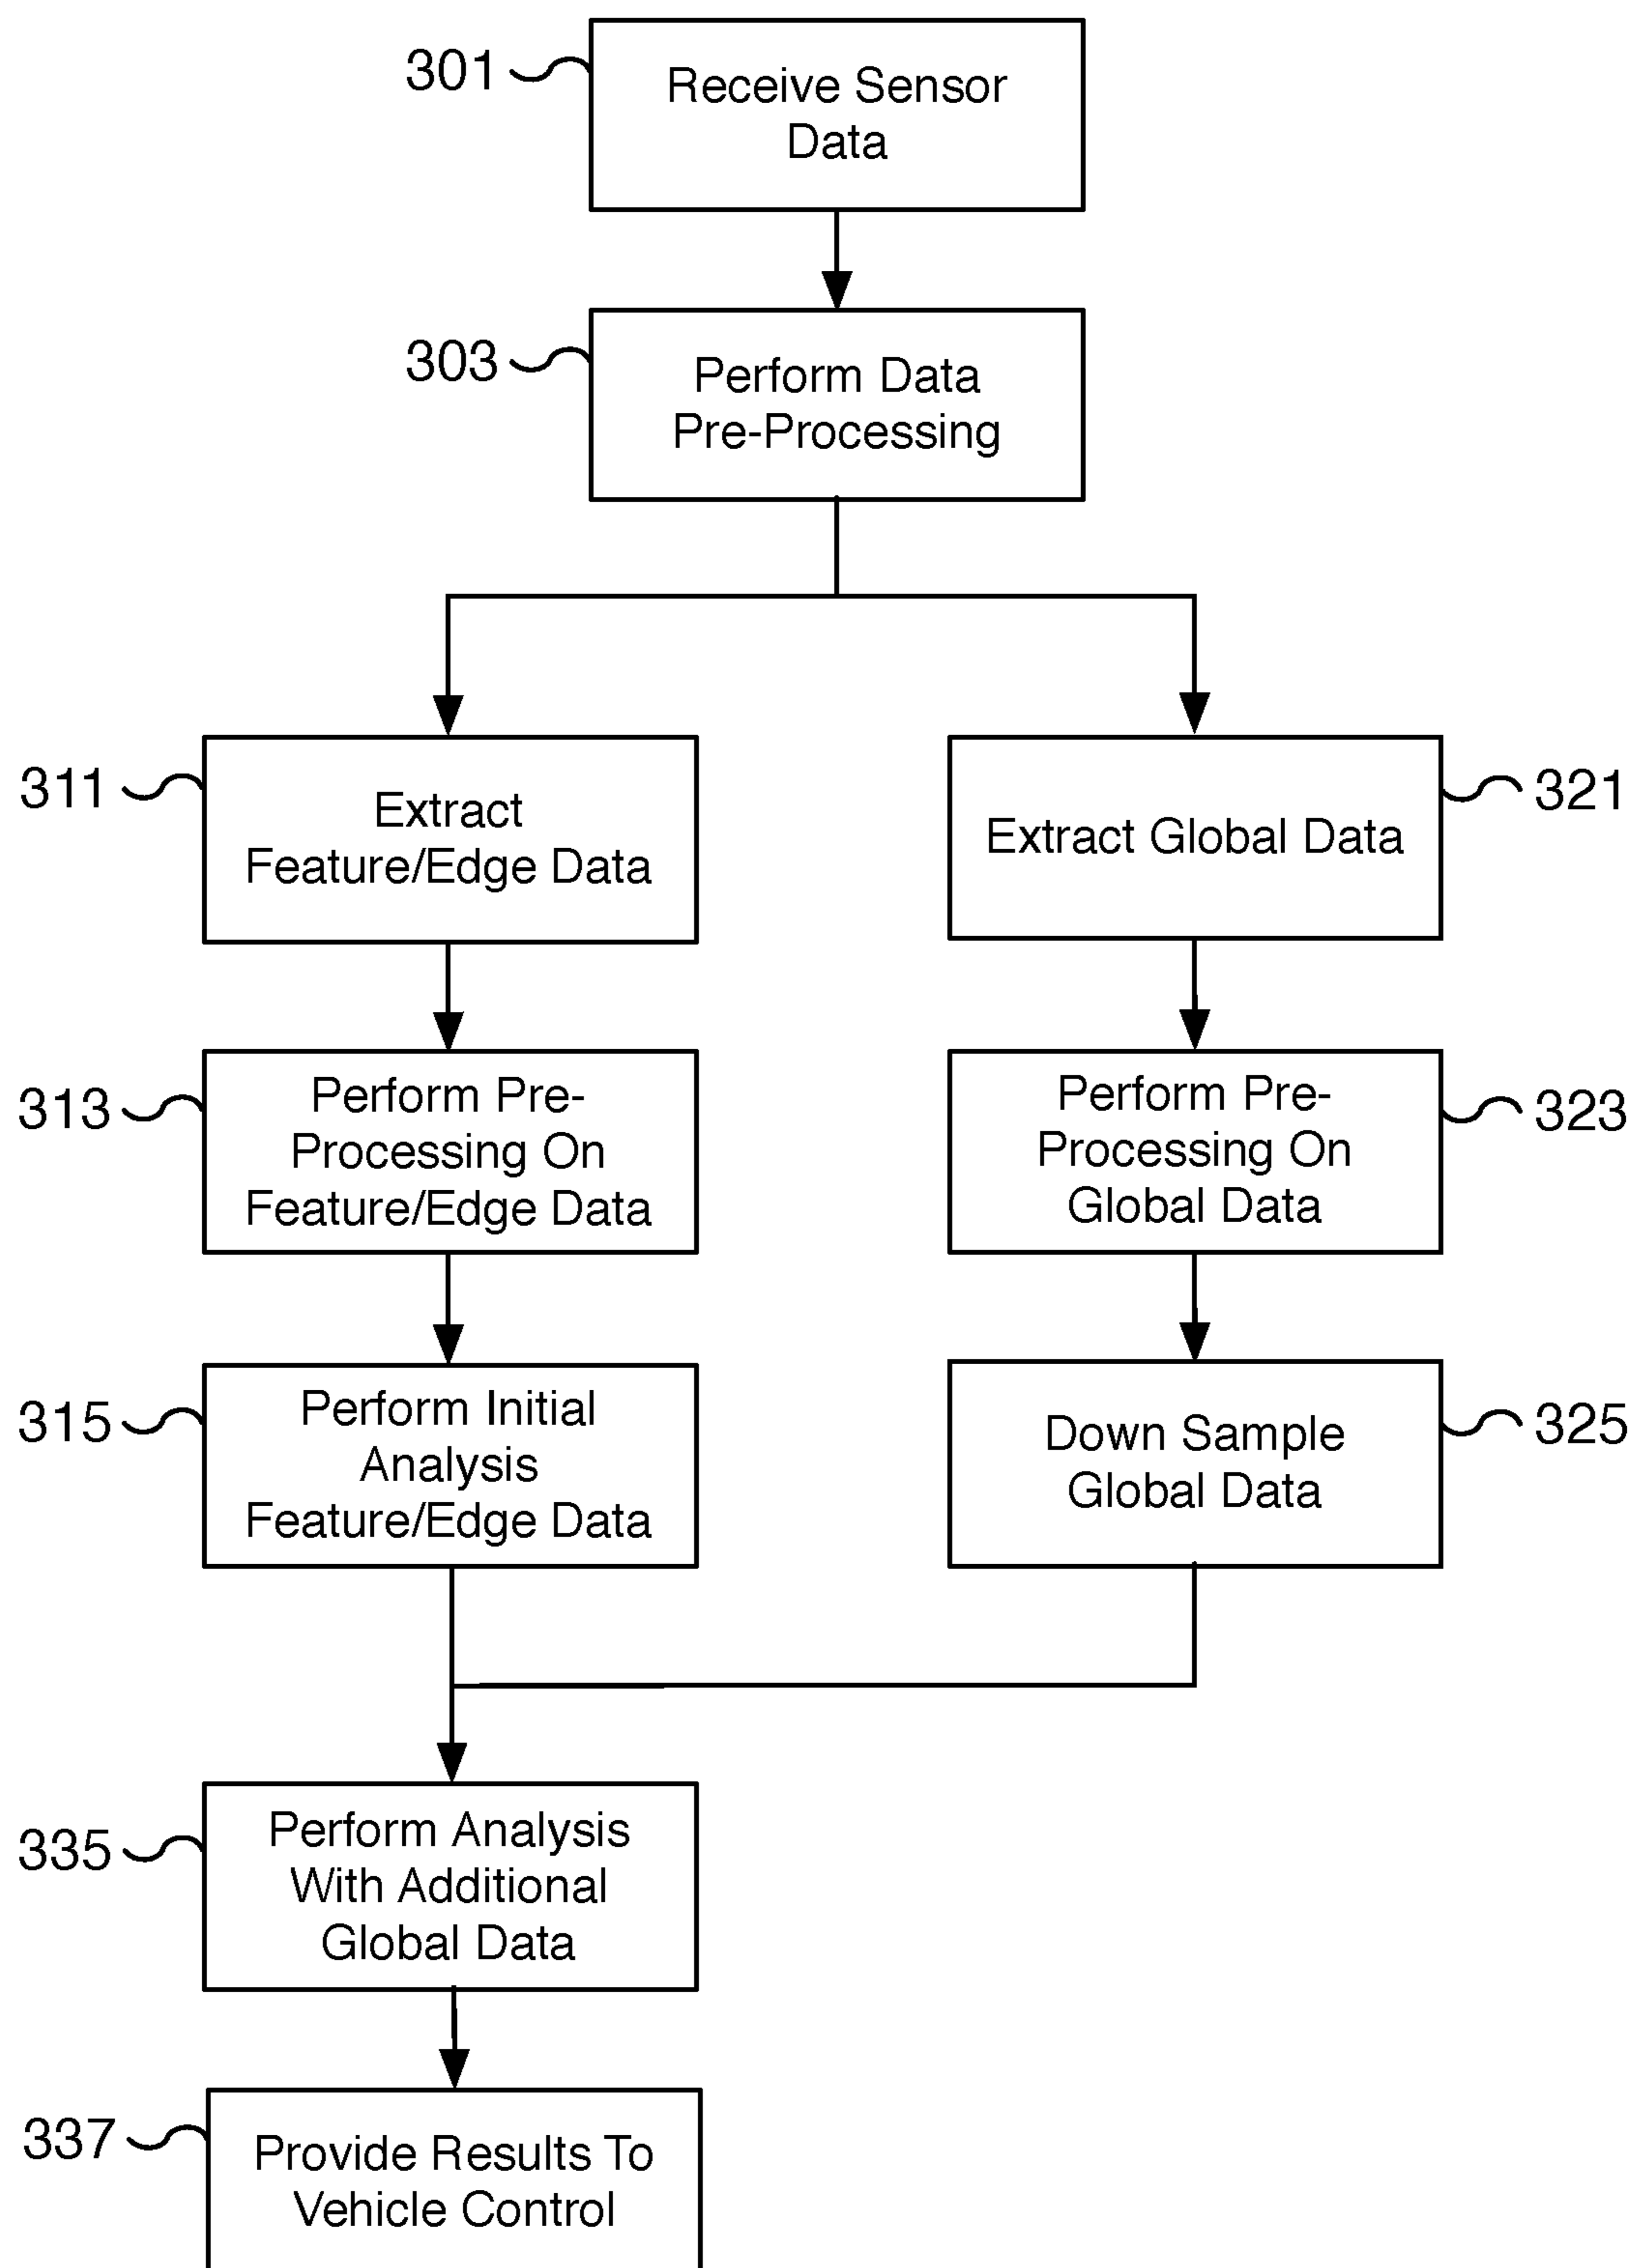 301
Receive Sensor
Data
303
Perform Data
Pre-Processing
311
Extract
Feature/Edge Data
321
Extract Global Data
313
Perform Pre-
Processing On
Feature/Edge Data
323
Perform Pre-
Processing On
Global Data
315
Perform Initial
Analysis
Feature/Edge Data
325
Down Sample
Global Data
335
Perform Analysis
With Additional
Global Data
337
Provide Results To
Vehicle Control